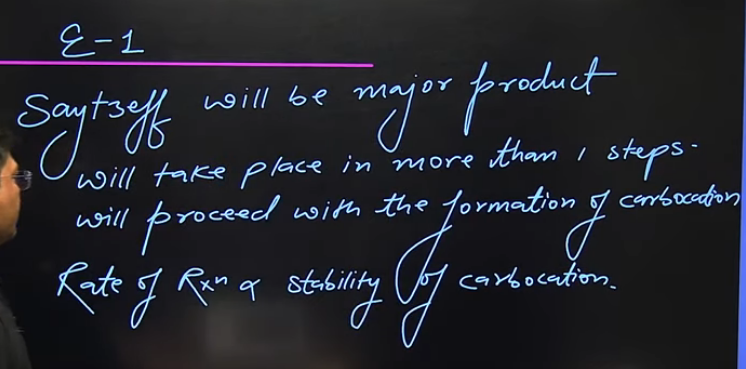 E-1
Saytzeff will be major product
will take place in more than 1 steps.
will proceed with the formation of carbocation
Rate of Rxn α stability of carbocation.